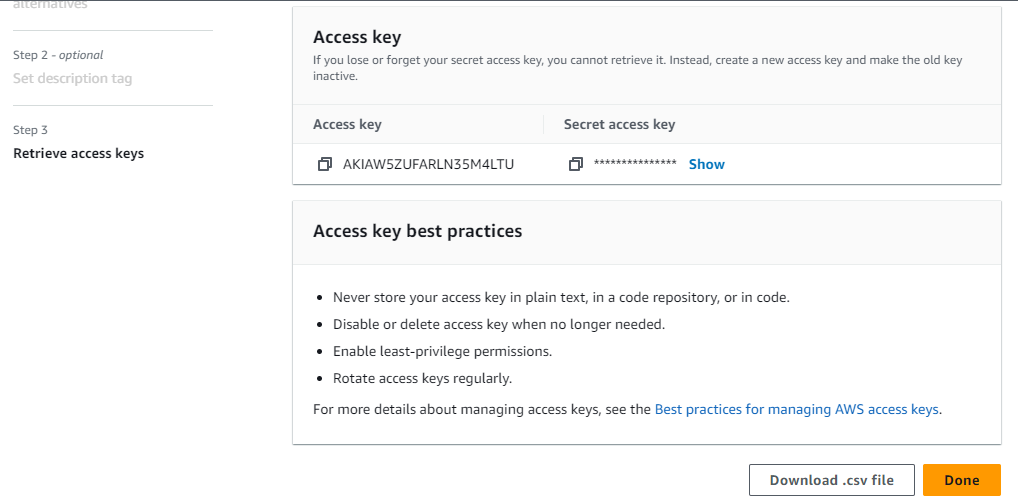 alternatives
Step 2 - optional
Set description tag
Step 3
Retrieve access keys
Access key
If you lose or forget your secret access key, you cannot retrieve it. Instead, create a new access key and make the old key
inactive.
Access key
Secret access key
AKIAW5ZUFARLN35M4LTU
***************
Show
Access key best practices
• Never store your access key in plain text, in a code repository, or in code.
• Disable or delete access key when no longer needed.
• Enable least-privilege permissions.
• Rotate access keys regularly.
For more details about managing access keys, see the Best practices for managing AWS access keys.
Download .csv file
Done